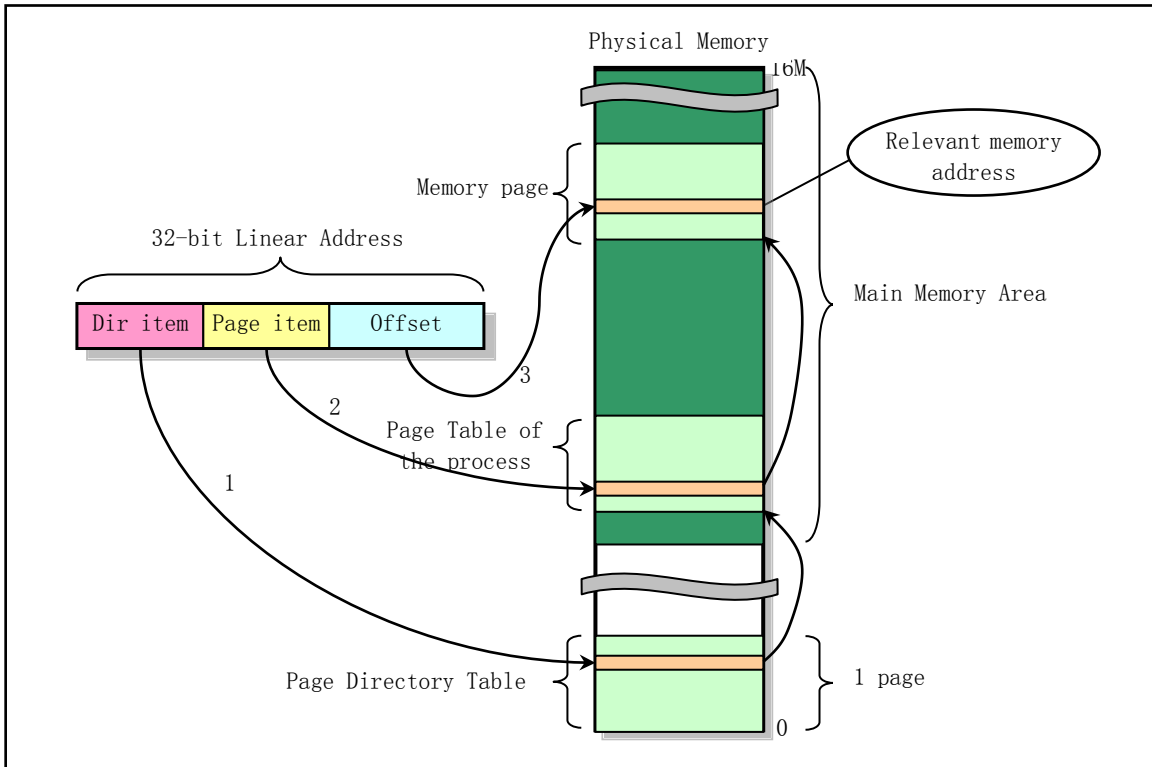 Physical Memory
16M
Relevant memory
address
Memory page
32-bit Linear Address
Main Memory Area
Dir item
Page item
Offset
3
2
Page Table of
the process
1
Page Directory Table
1 page
0